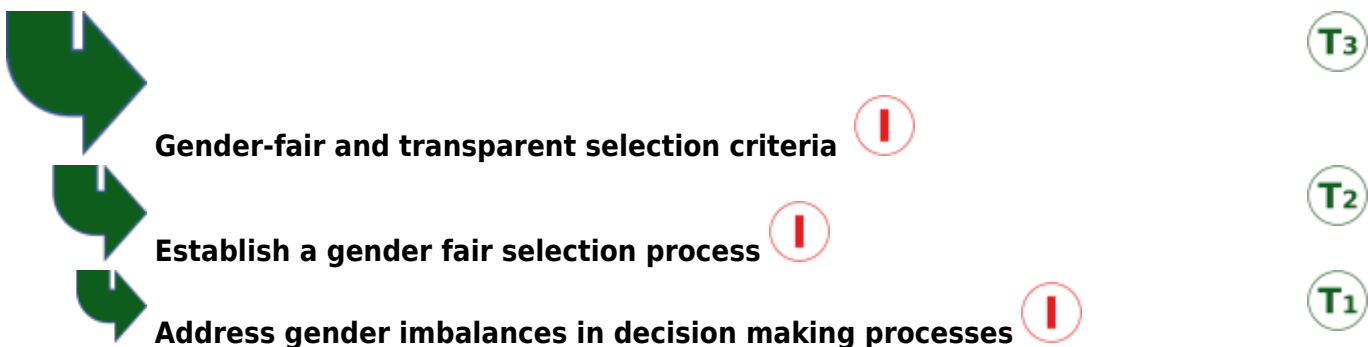 T3
Gender-fair and transparent selection criteria I
T2
Establish a gender fair selection process I
T1
Address gender imbalances in decision making processes I